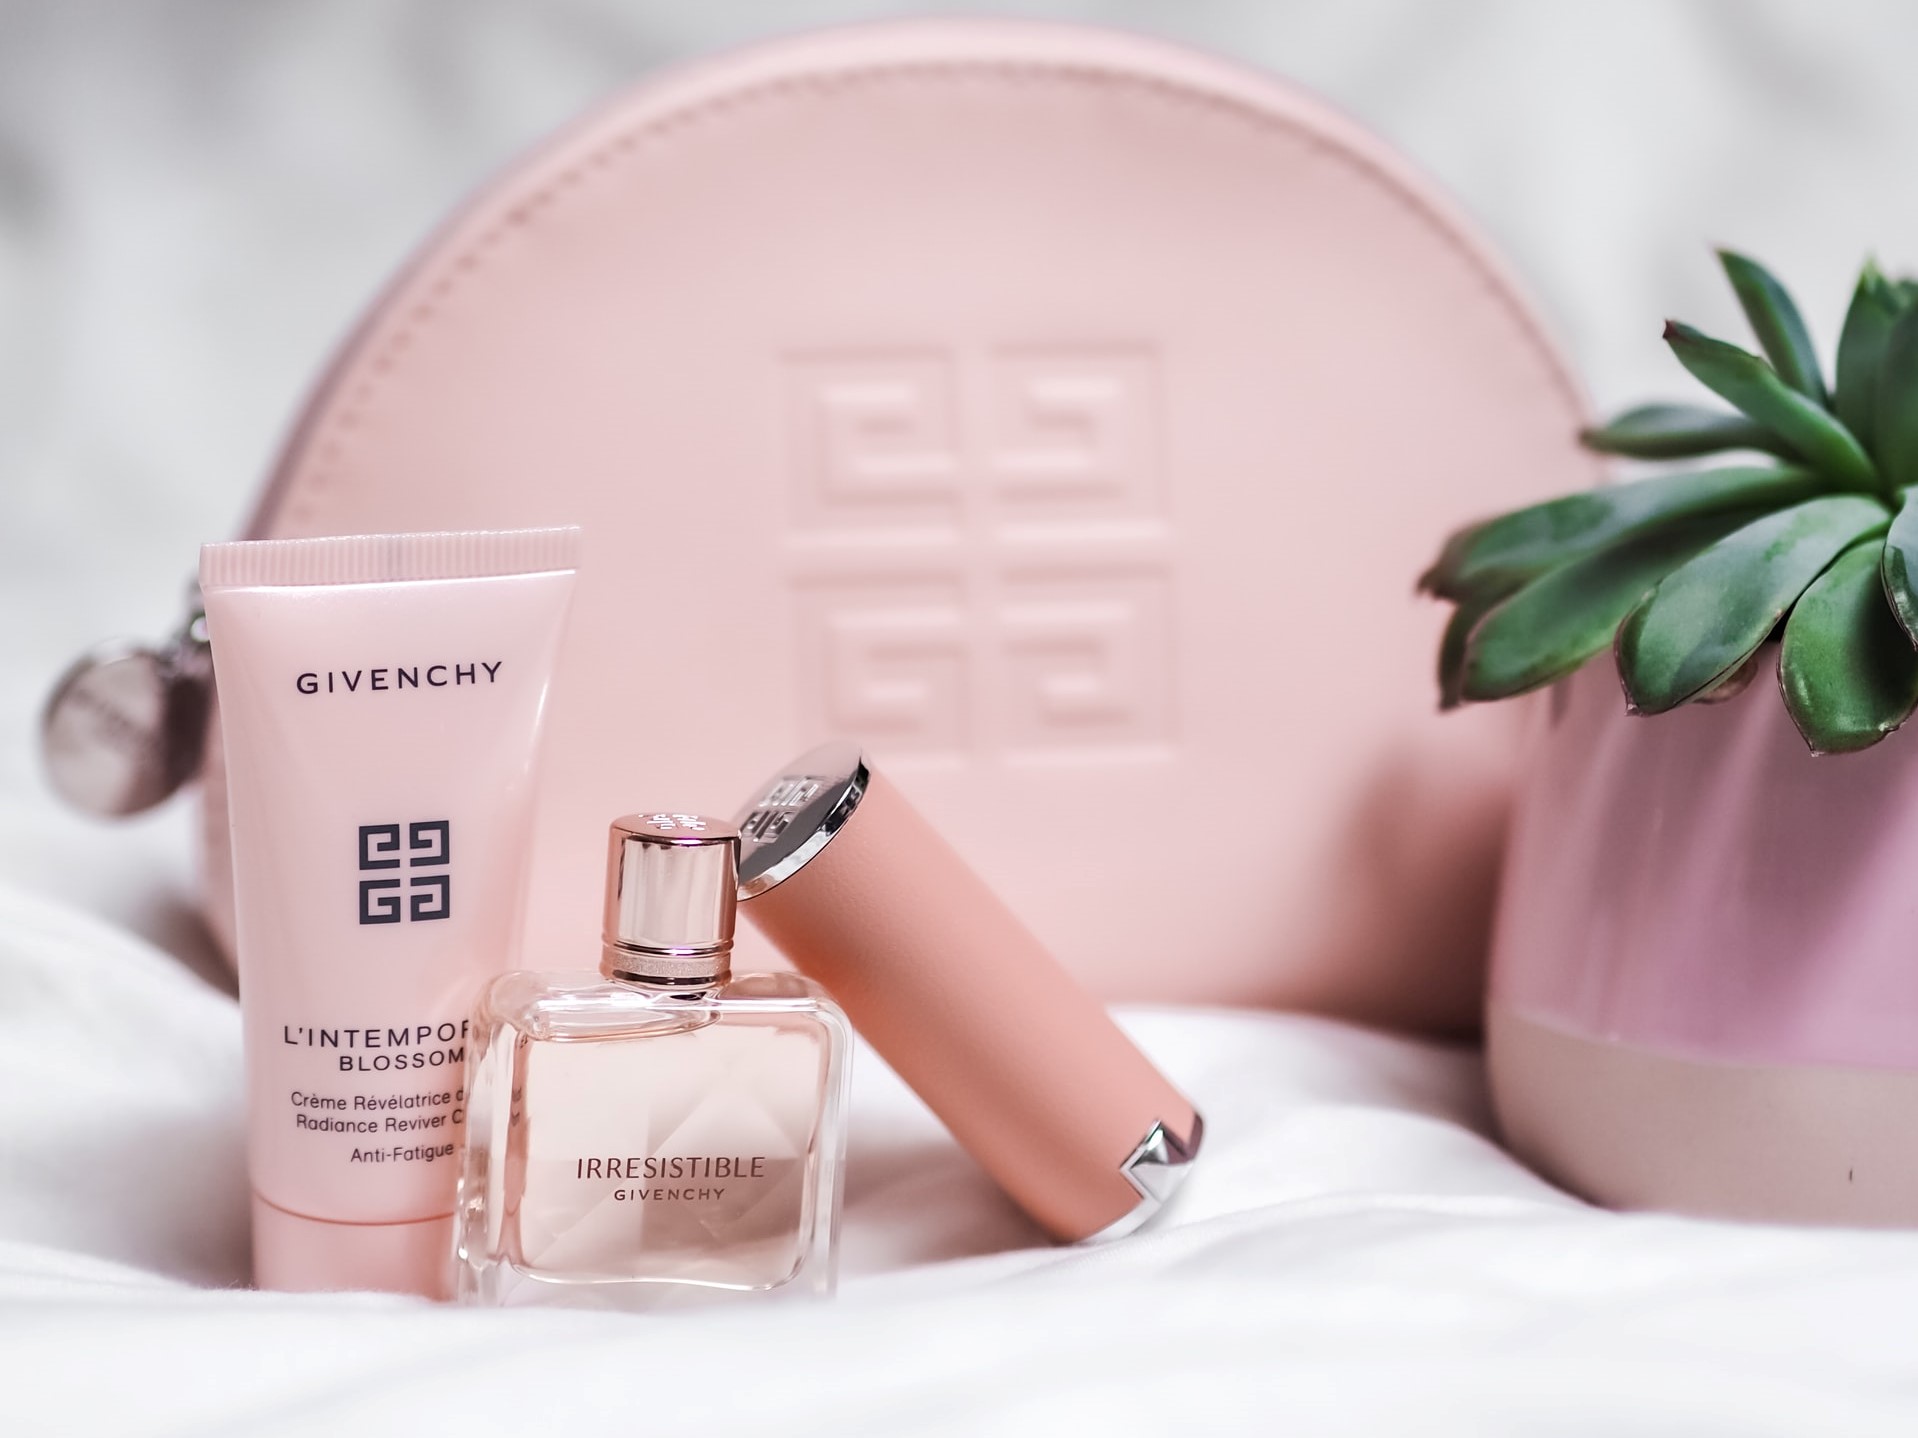 GIVENCHY
L'INTEMPOR
BLOSSOM
Crème Révélatrice d
Radiance Reviver C
Anti-Fatigue
IRRESISTIBLE
GIVENCHY